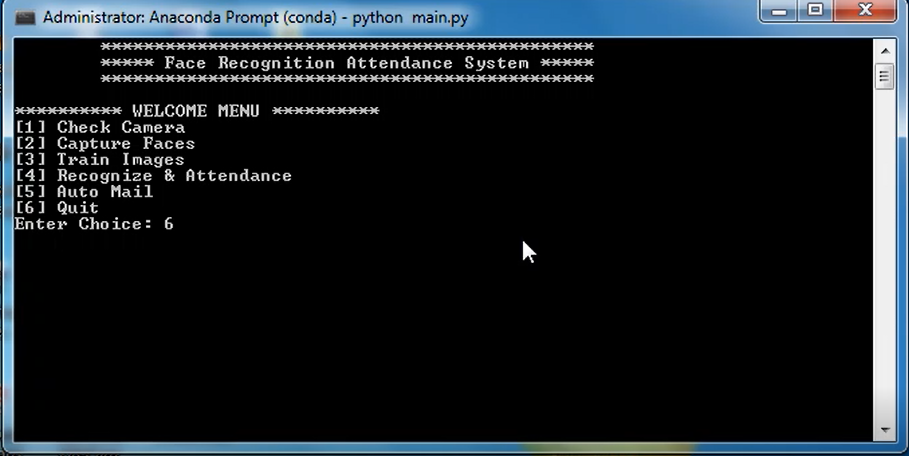 Administrator: Anaconda Prompt (conda) - python main.py
**********************************************
***** Face Recognition Attendance System *****
**********************************************
********** WELCOME MENU **********
[1] Check Camera
[2] Capture Faces
[3] Train Images
[4] Recognize & Attendance
[5] Auto Mail
[6] Quit
Enter Choice: 6